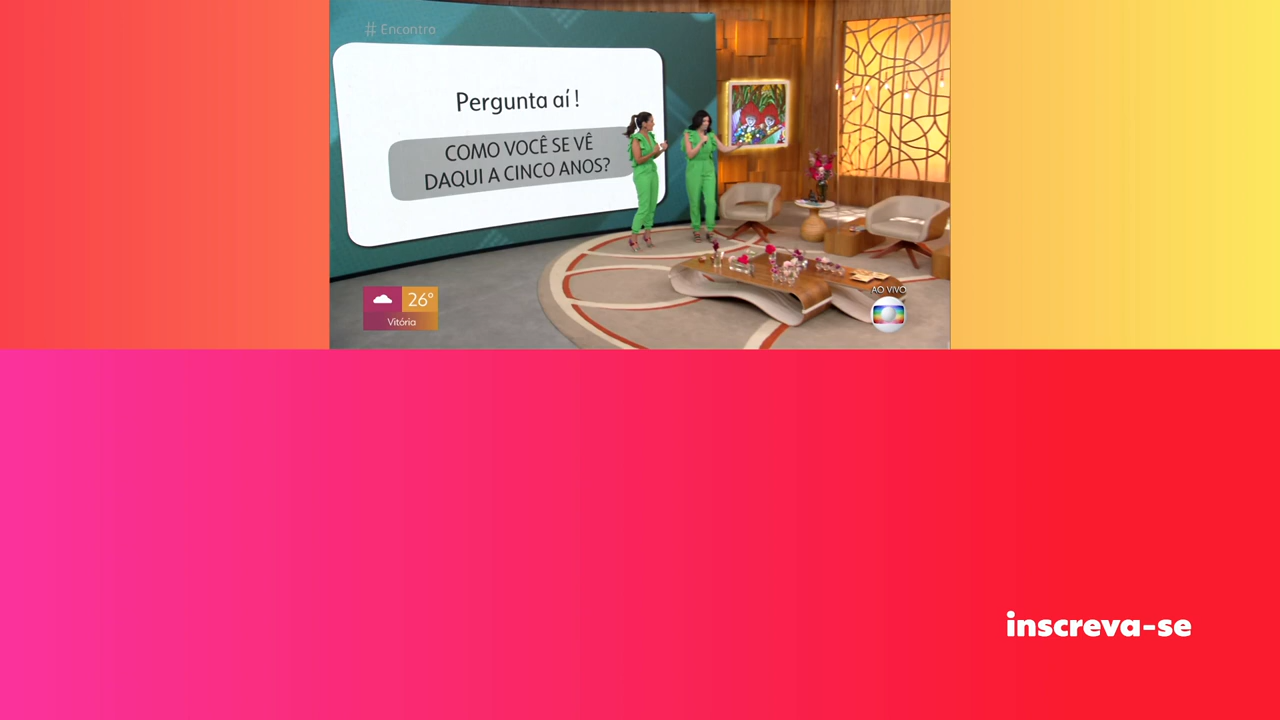 # Encontro
Pergunta aí !
COMO VOCÊ SE VÊ
DAQUI A CINCO ANOS?
26°
Vitória
AO VIVO
inscreva-se